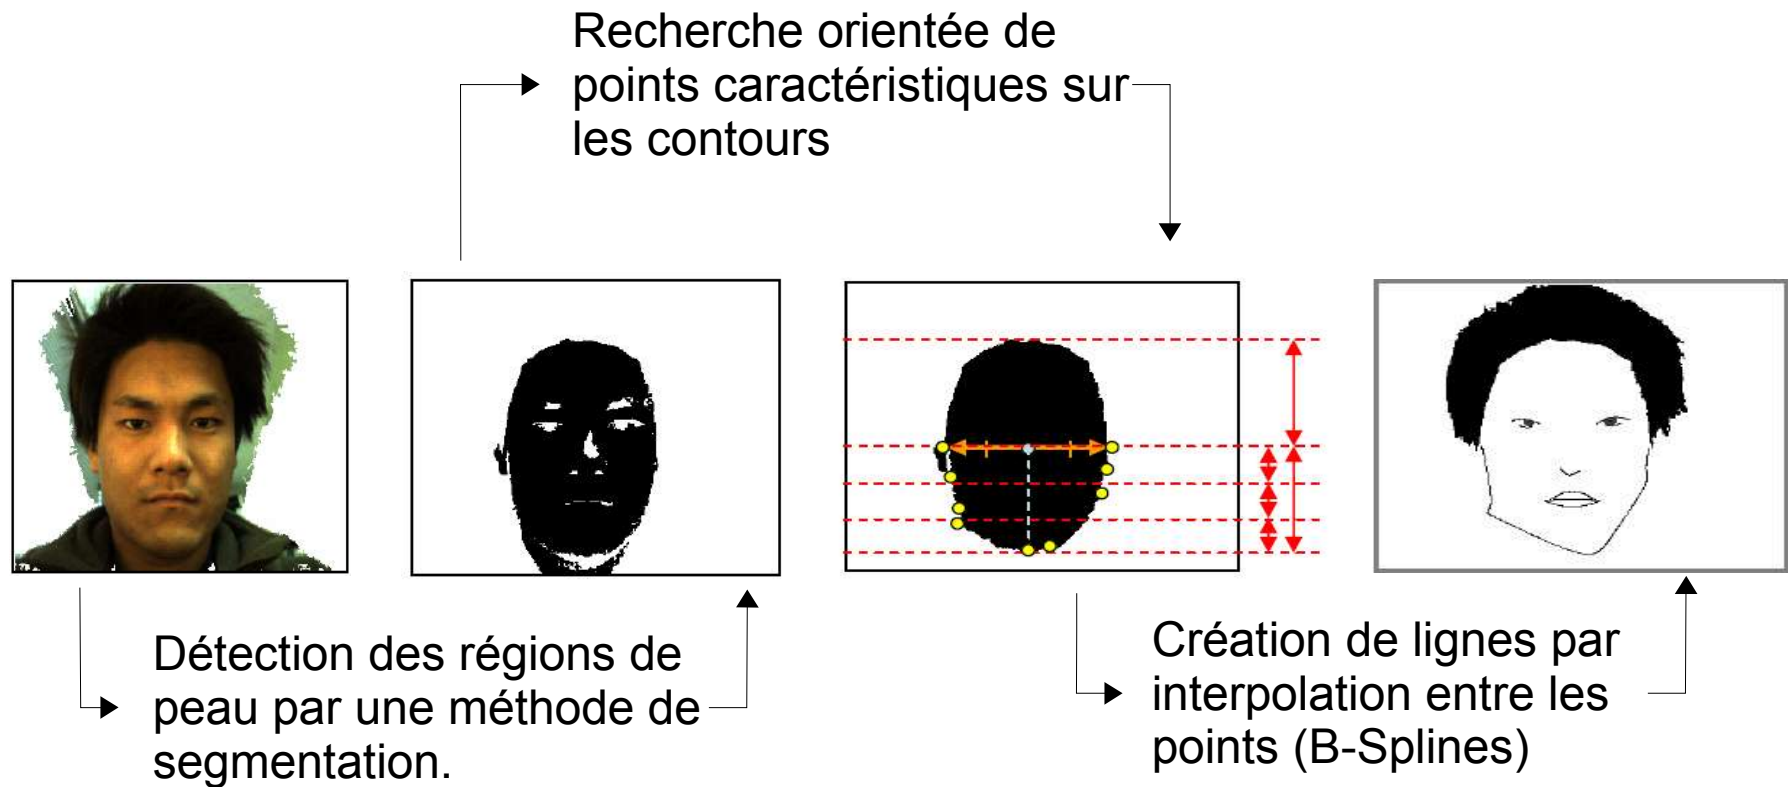 Recherche orientée de
points caractéristiques sur
les contours
Détection des régions de
peau par une méthode de
segmentation.
Création de lignes par
interpolation entre les
points (B-Splines)